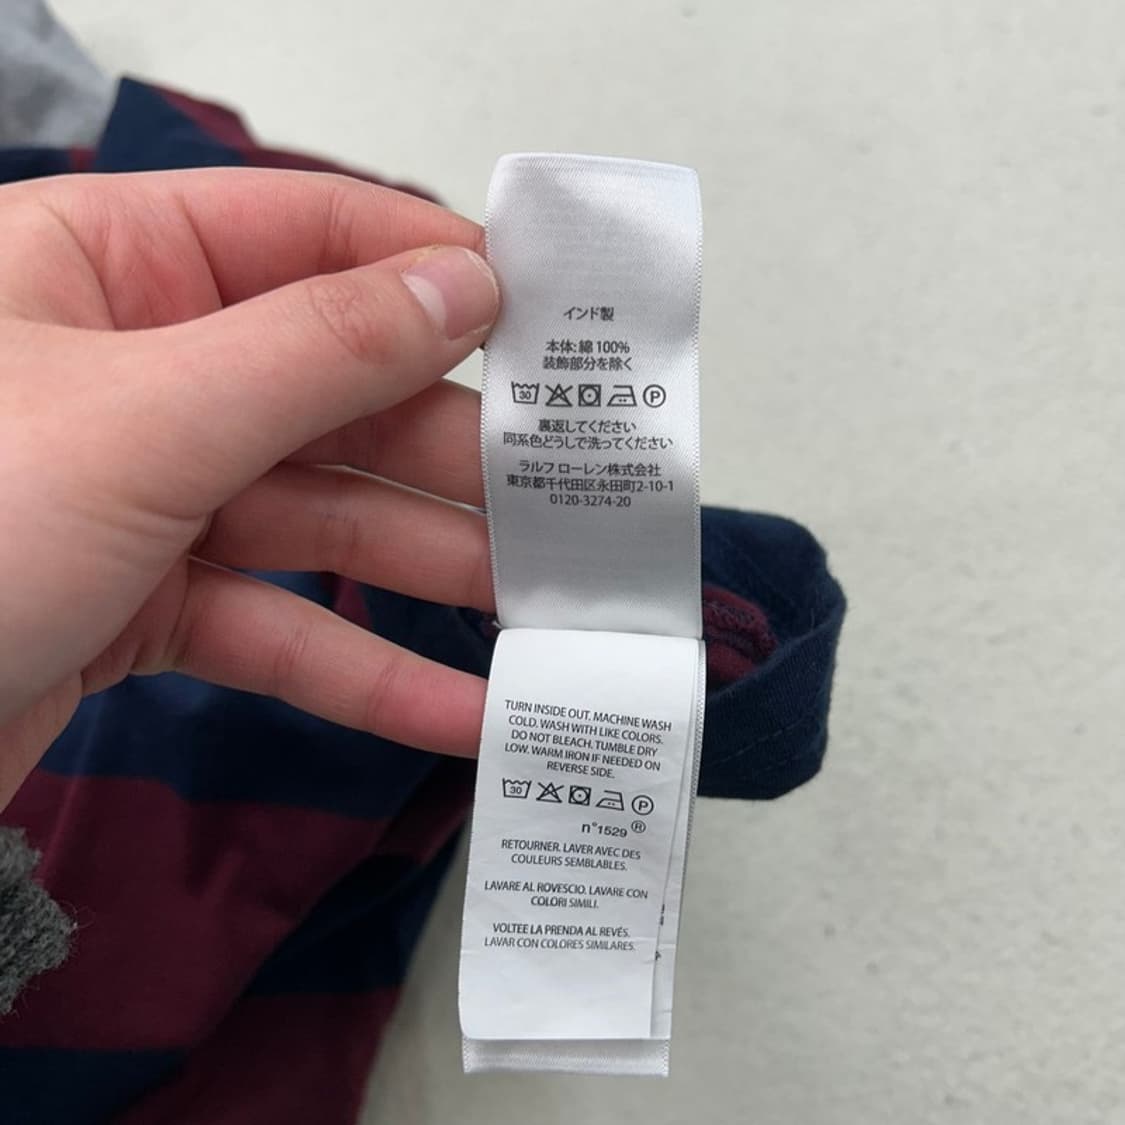 インド製
本体: 綿 100%
装飾部分を除く
30 P
裏返してください
同系色どうしで洗ってください
ラルフ ローレン株式会社
東京都千代田区永田町2-10-1
0120-3274-20
TURN INSIDE OUT. MACHINE WASH
COLD. WASH WITH LIKE COLORS.
DO NOT BLEACH. TUMBLE DRY
LOW. WARM IRON IF NEEDED ON
REVERSE SIDE.
30 P
n°1529 ®
RETOURNER. LAVER AVEC DES
COULEURS SEMBLABLES.
LAVARE AL ROVESCIO. LAVARE CON
COLORI SIMILI.
VOLTEE LA PRENDA AL REVÉS.
LAVAR CON COLORES SIMILARES.